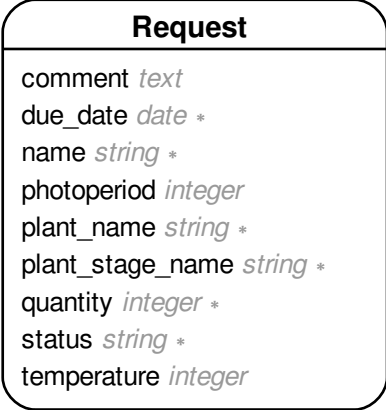 Request
comment text
due_date date *
name string *
photoperiod integer
plant_name string *
plant_stage_name string *
quantity integer *
status string *
temperature integer